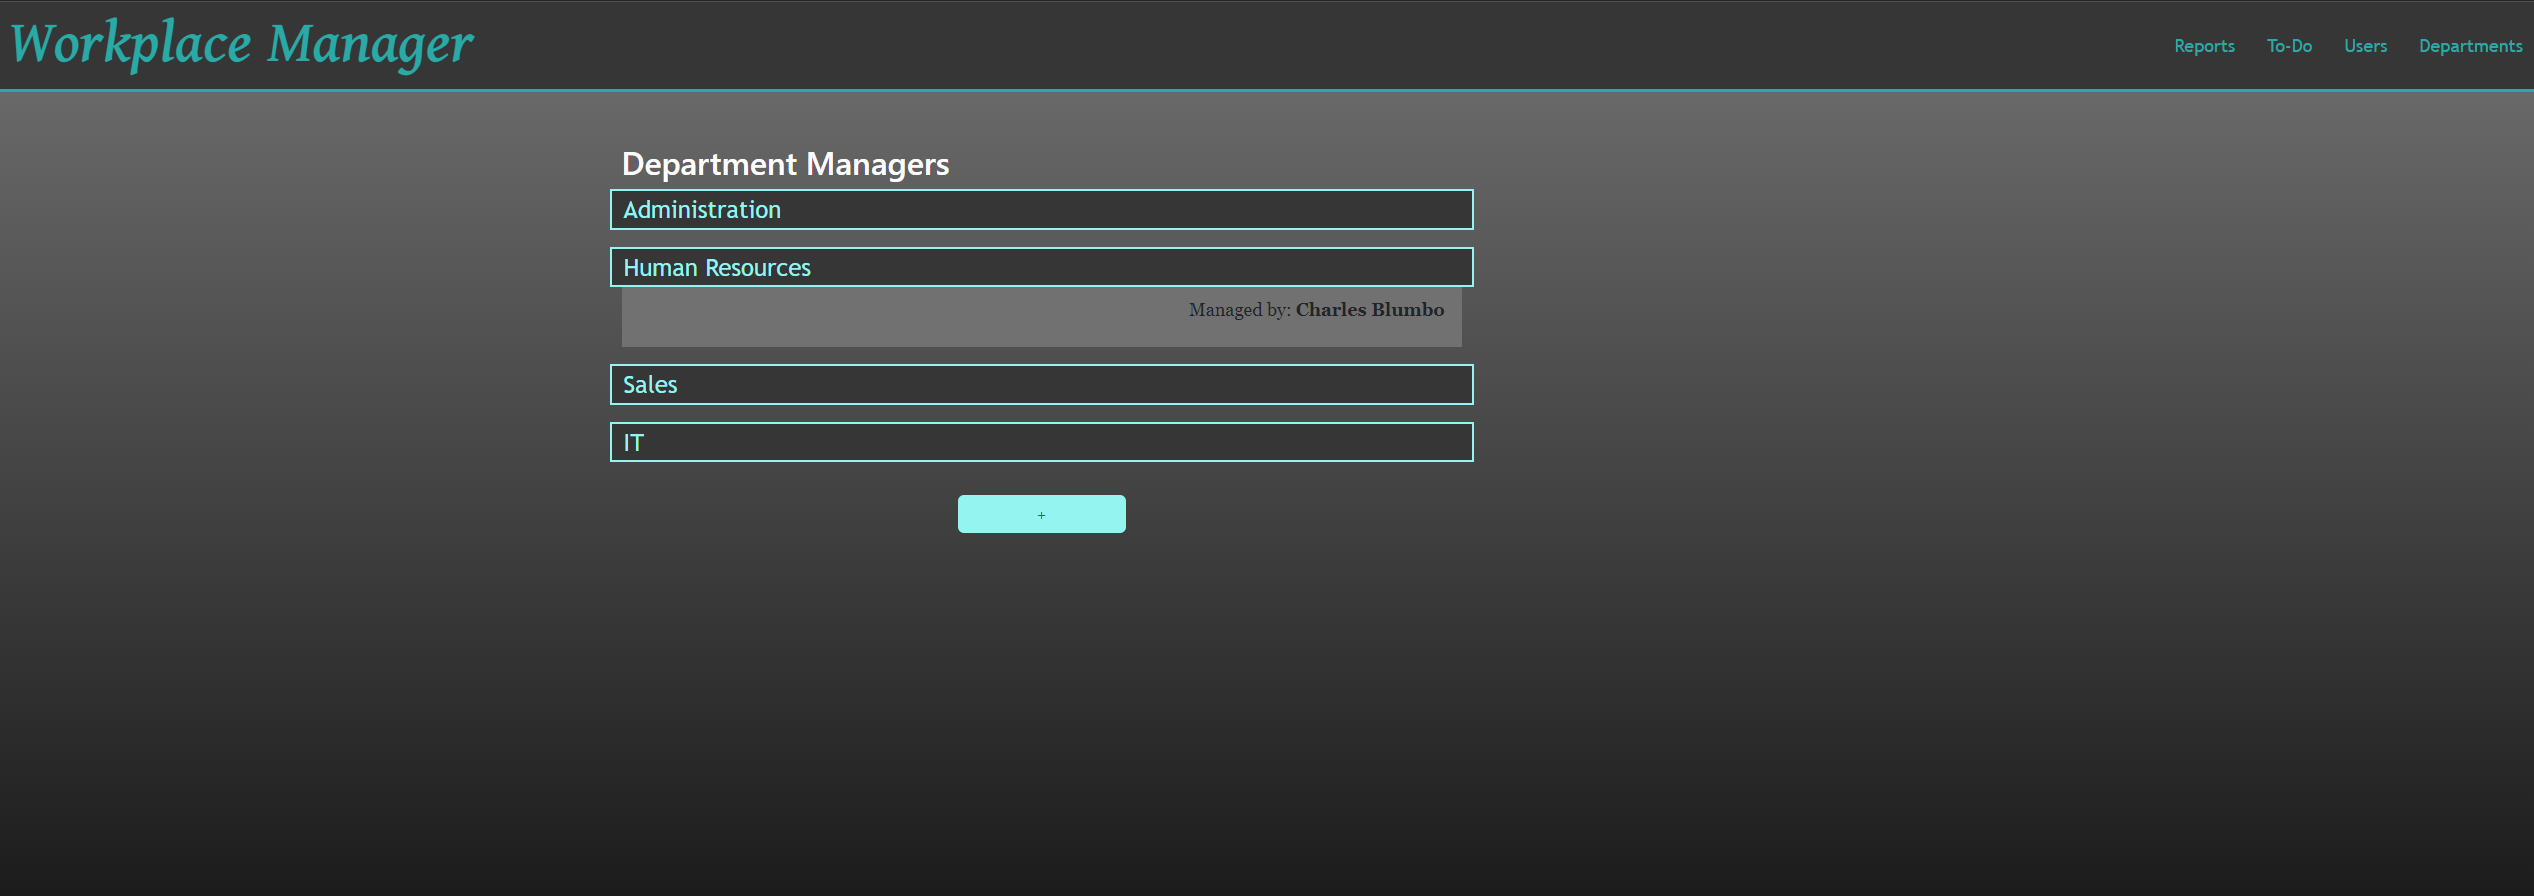 Workplace Manager
Reports To-Do Users Departments
Department Managers
Administration
Human Resources
Managed by: Charles Blumbo
Sales
IT
+